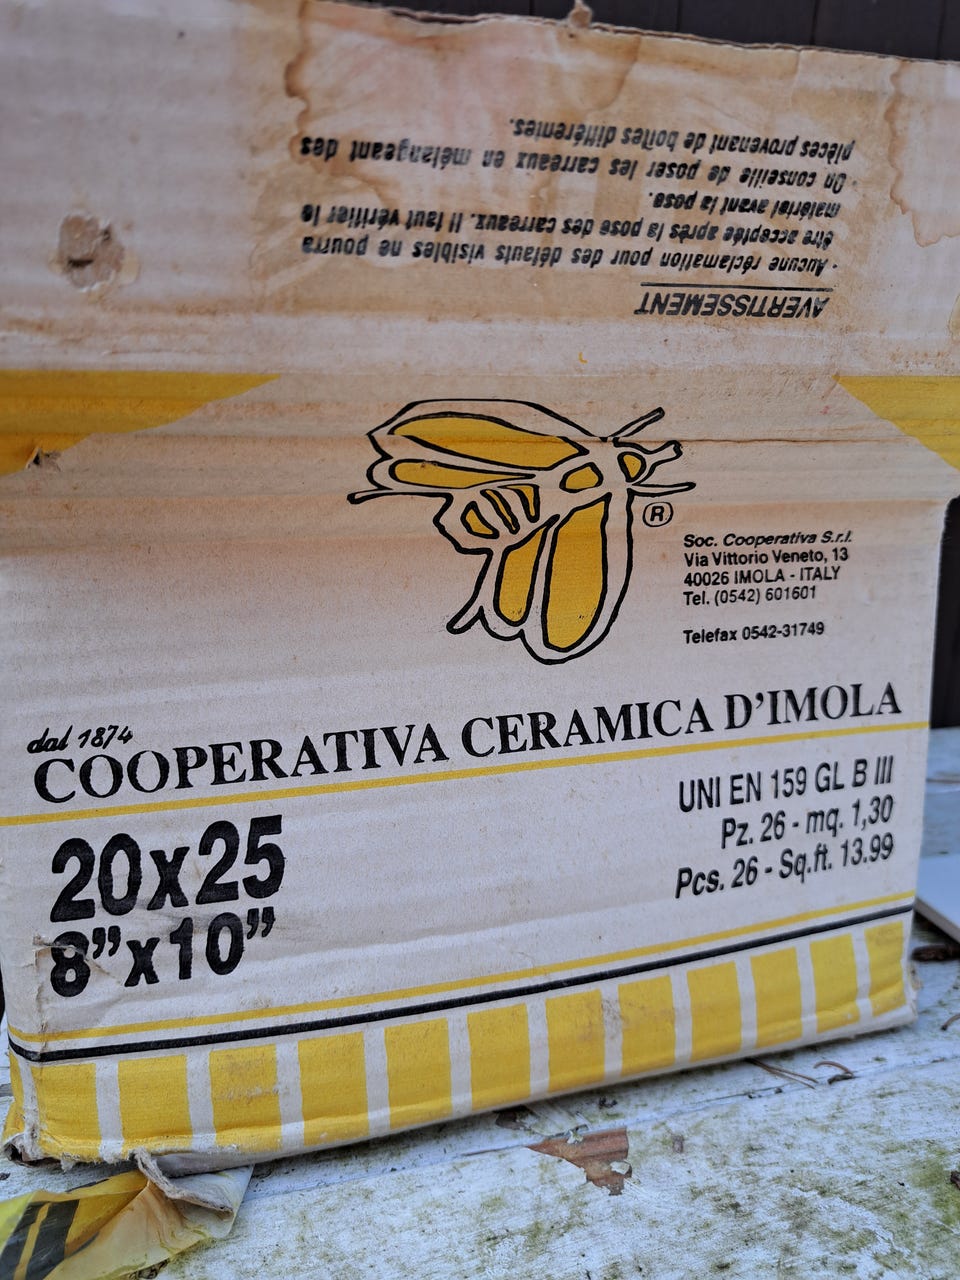 AVERTISSEMENT
· Aucune réclamation pour des défauts visibles ne pourra
être acceptée après la pose des carreaux. Il faut vérifier le
matériel avant la pose.
· On conseille de poser les carreaux en mélangeant des
pièces provenant de boîtes différentes.
®
Soc. Cooperativa S.r.l.
Via Vittorio Veneto, 13
40026 IMOLA - ITALY
Tel. (0542) 601601
Telefax 0542-31749
dal 1874
COOPERATIVA CERAMICA D'IMOLA
20x25
8”x10”
UNI EN 159 GL B III
Pz. 26 - mq. 1,30
Pcs. 26 - Sq.ft. 13.99